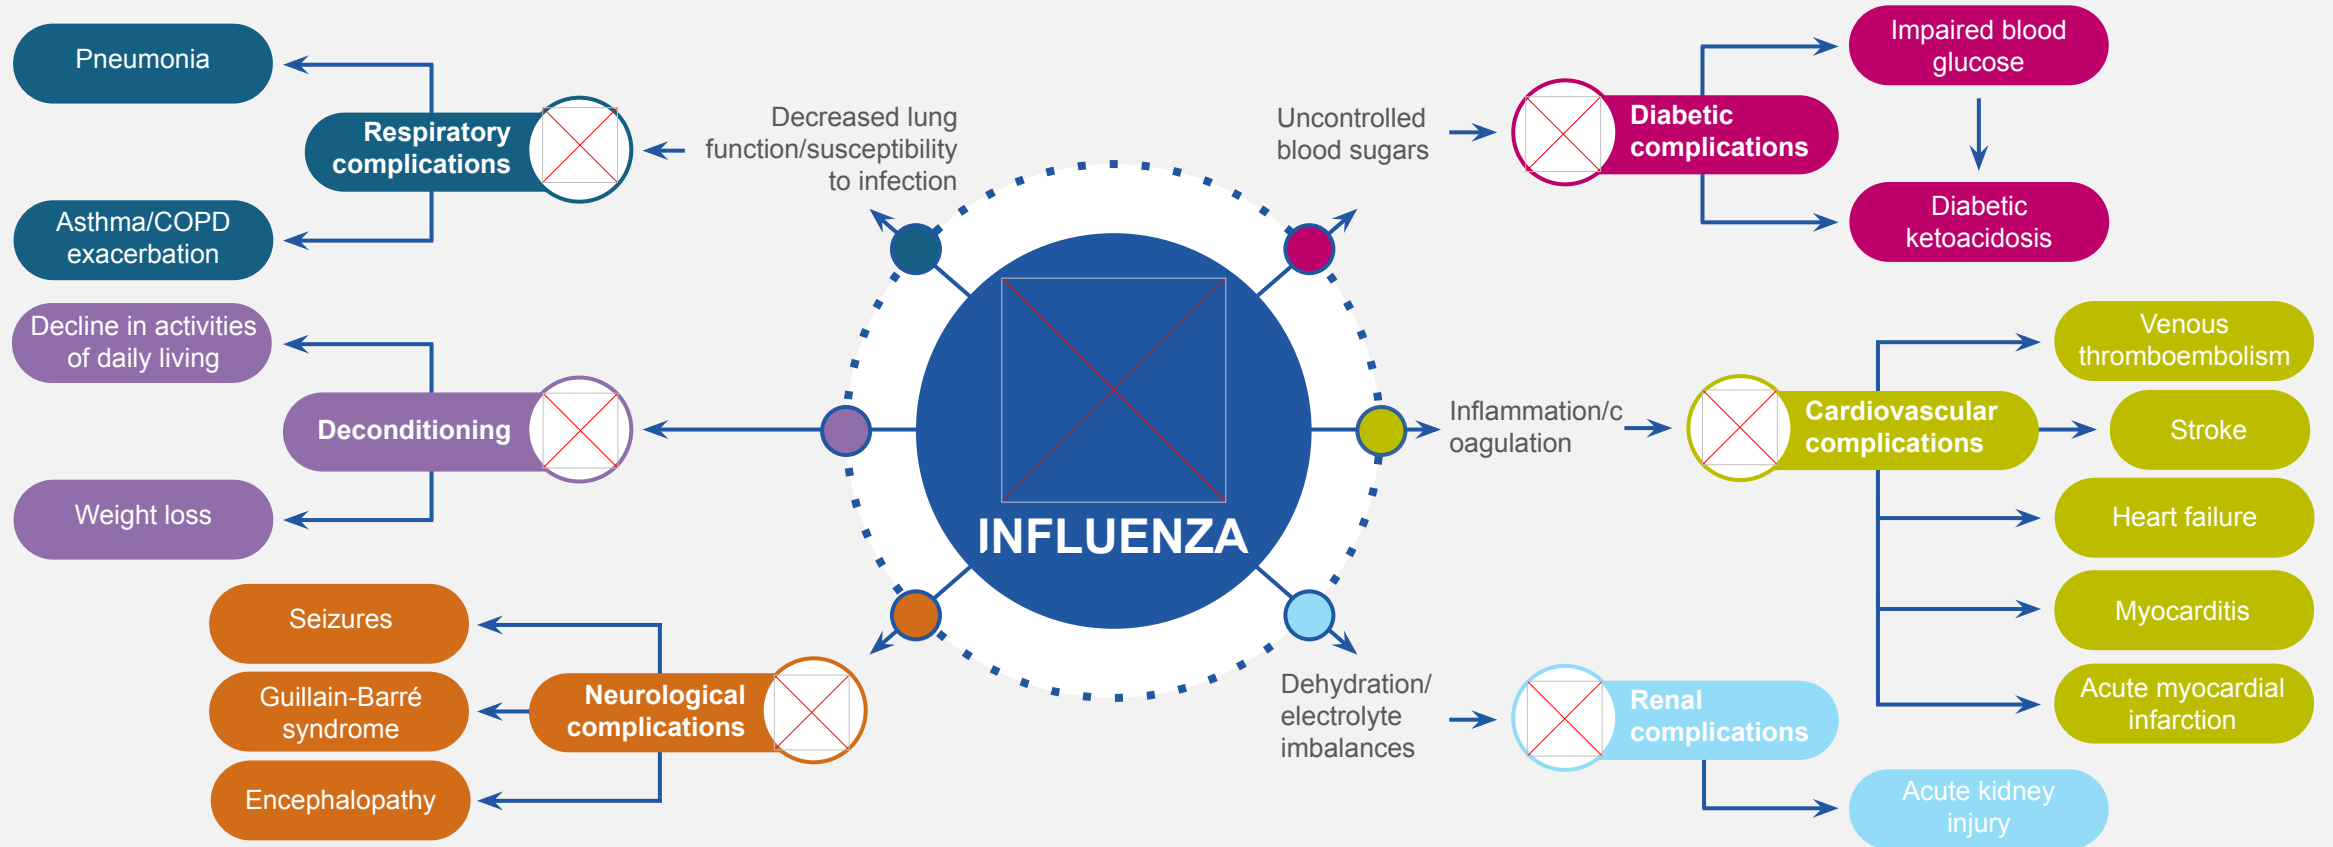 Pneumonia
Respiratory
complications
Asthma/COPD
exacerbation
Decreased lung
function/susceptibility
to infection
Uncontrolled
blood sugars
Diabetic
complications
Impaired blood
glucose
Diabetic
ketoacidosis
Decline in activities
of daily living
Deconditioning
Weight loss
INFLUENZA
Inflammation/c
oagulation
Cardiovascular
complications
Venous
thromboembolism
Stroke
Heart failure
Myocarditis
Acute myocardial
infarction
Seizures
Guillain-Barré
syndrome
Encephalopathy
Neurological
complications
Dehydration/
electrolyte
imbalances
Renal
complications
Acute kidney
injury